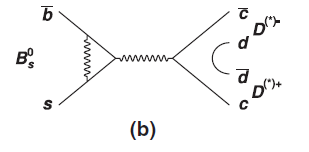 b̅ c̅
D⁽*⁾⁻
B⁰ₛ d
d̅
D⁽*⁾⁺
s c
(b)